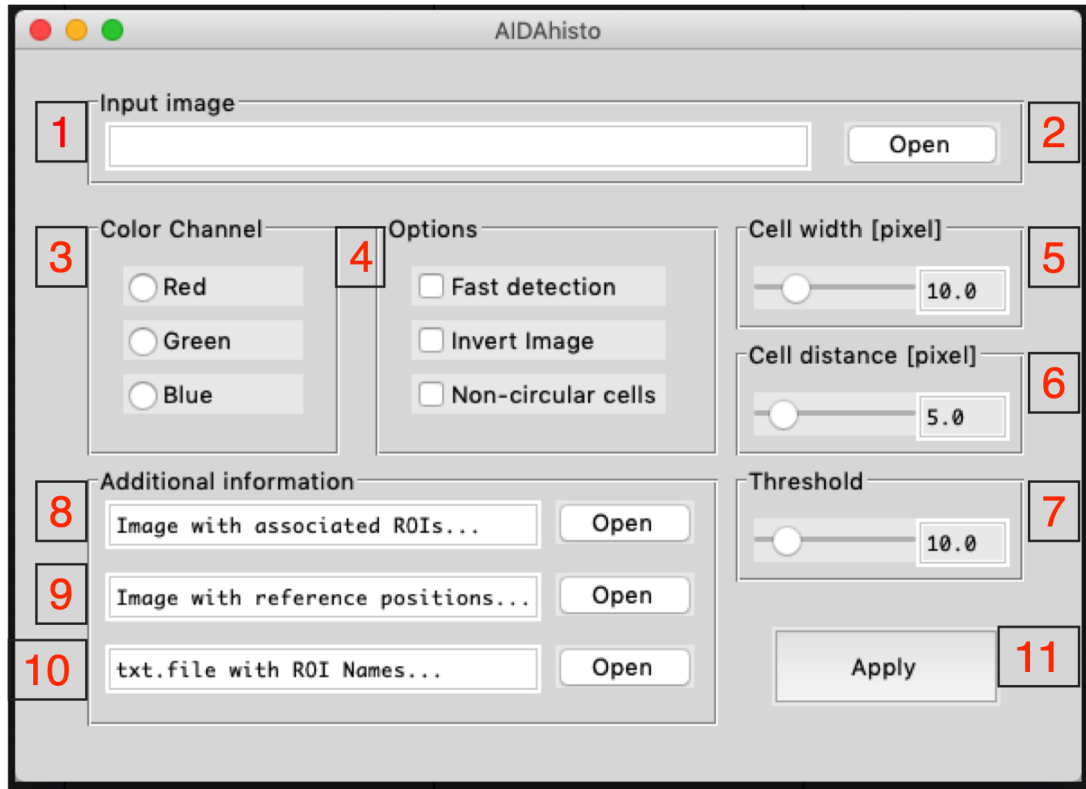 AIDAhisto
Input image
1
2
Open
Color Channel
Options
Cell width [pixel]
3
4
5
Red
Fast detection
10.0
Green
Invert Image
Cell distance [pixel]
6
Blue
Non-circular cells
5.0
Additional information
Threshold
8
Image with associated ROIs...
Open
7
10.0
9
Image with reference positions...
Open
10
txt.file with ROI Names...
Open
Apply
11